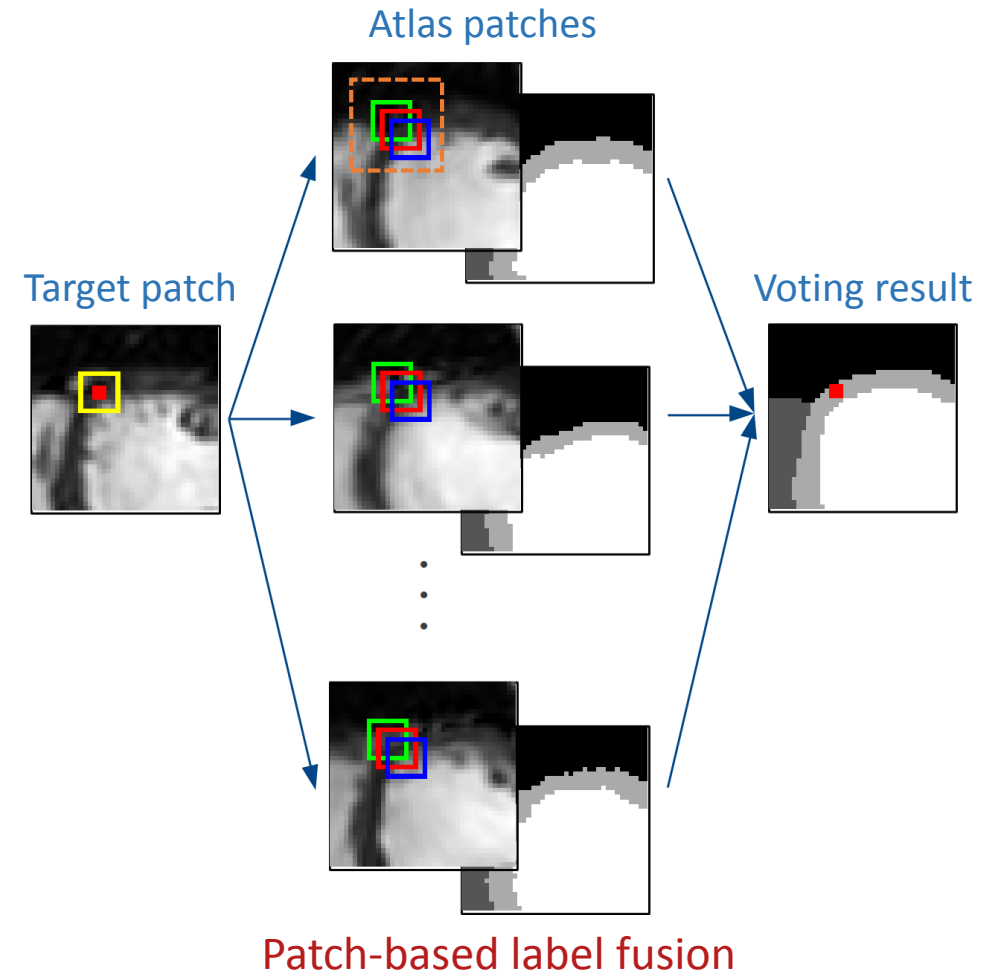 Atlas patches
Target patch
Voting result
Patch-based label fusion